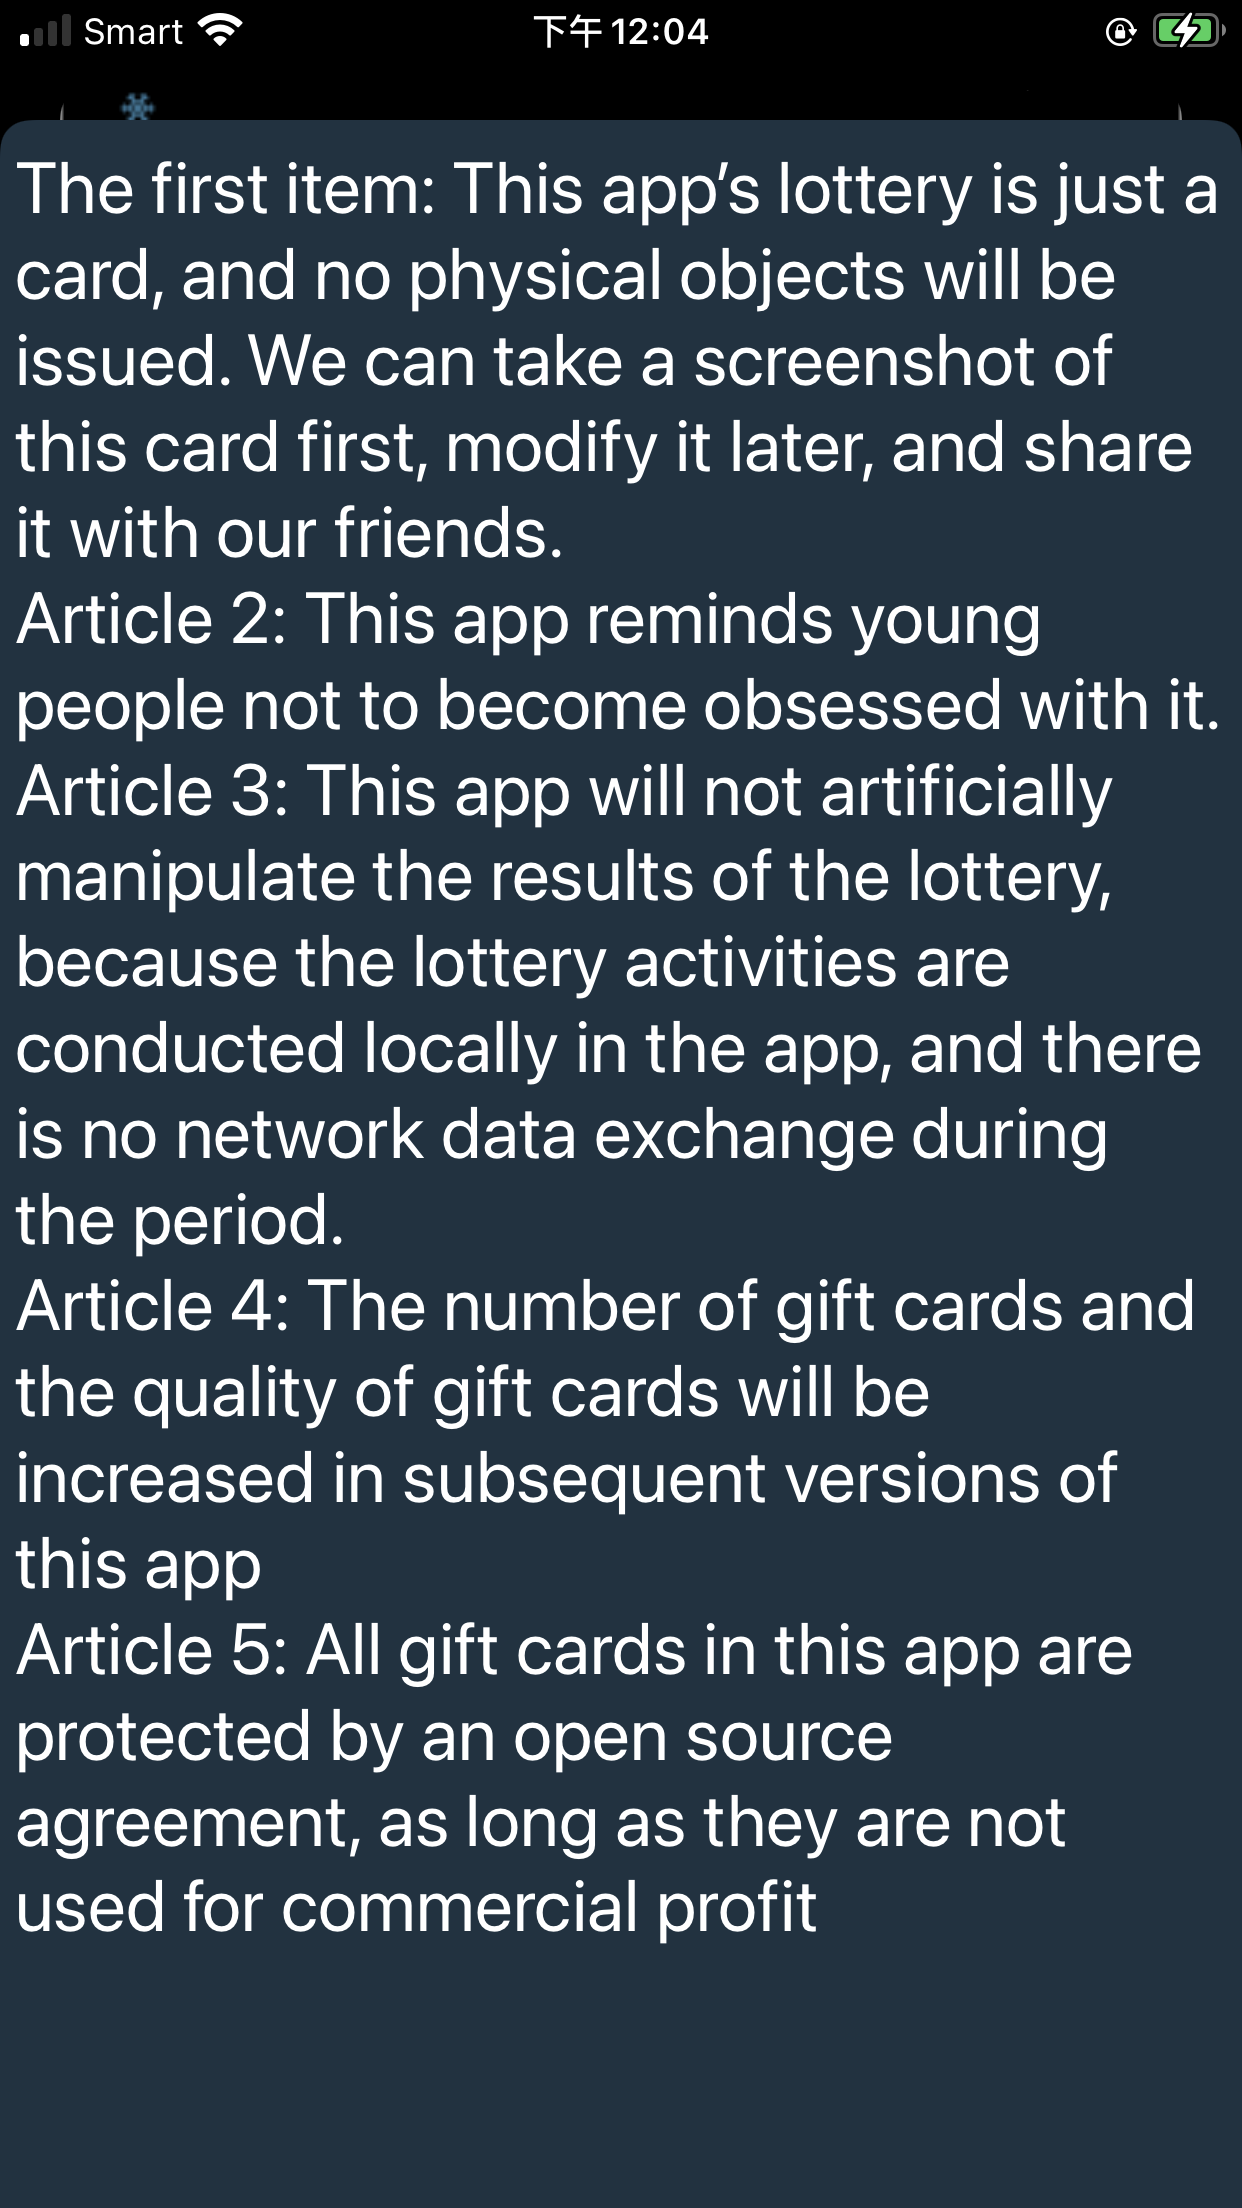 Smart 下午12:04
The first item: This app’s lottery is just a
card, and no physical objects will be
issued. We can take a screenshot of
this card first, modify it later, and share
it with our friends.
Article 2: This app reminds young
people not to become obsessed with it.
Article 3: This app will not artificially
manipulate the results of the lottery,
because the lottery activities are
conducted locally in the app, and there
is no network data exchange during
the period.
Article 4: The number of gift cards and
the quality of gift cards will be
increased in subsequent versions of
this app
Article 5: All gift cards in this app are
protected by an open source
agreement, as long as they are not
used for commercial profit